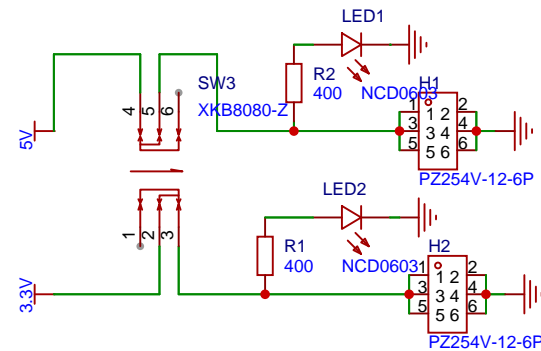 LED1
R2
400
NCD0603
SW3
XKB8080-Z
4
5
6
5V
H1
1
2
3
4
5
6
1 2
3 4
5 6
PZ254V-12-6P
LED2
R1
400
NCD0603
1
2
3
3.3V
H2
1
2
3
4
5
6
1 2
3 4
5 6
PZ254V-12-6P